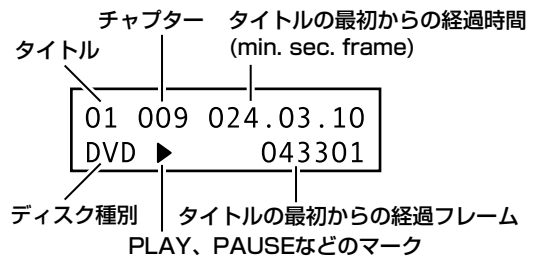 チャプター タイトルの最初からの経過時間
タイトル (min. sec. frame)
01 009 024.03.10
DVD ▶ 043301
ディスク種別 タイトルの最初からの経過フレーム
PLAY、PAUSEなどのマーク